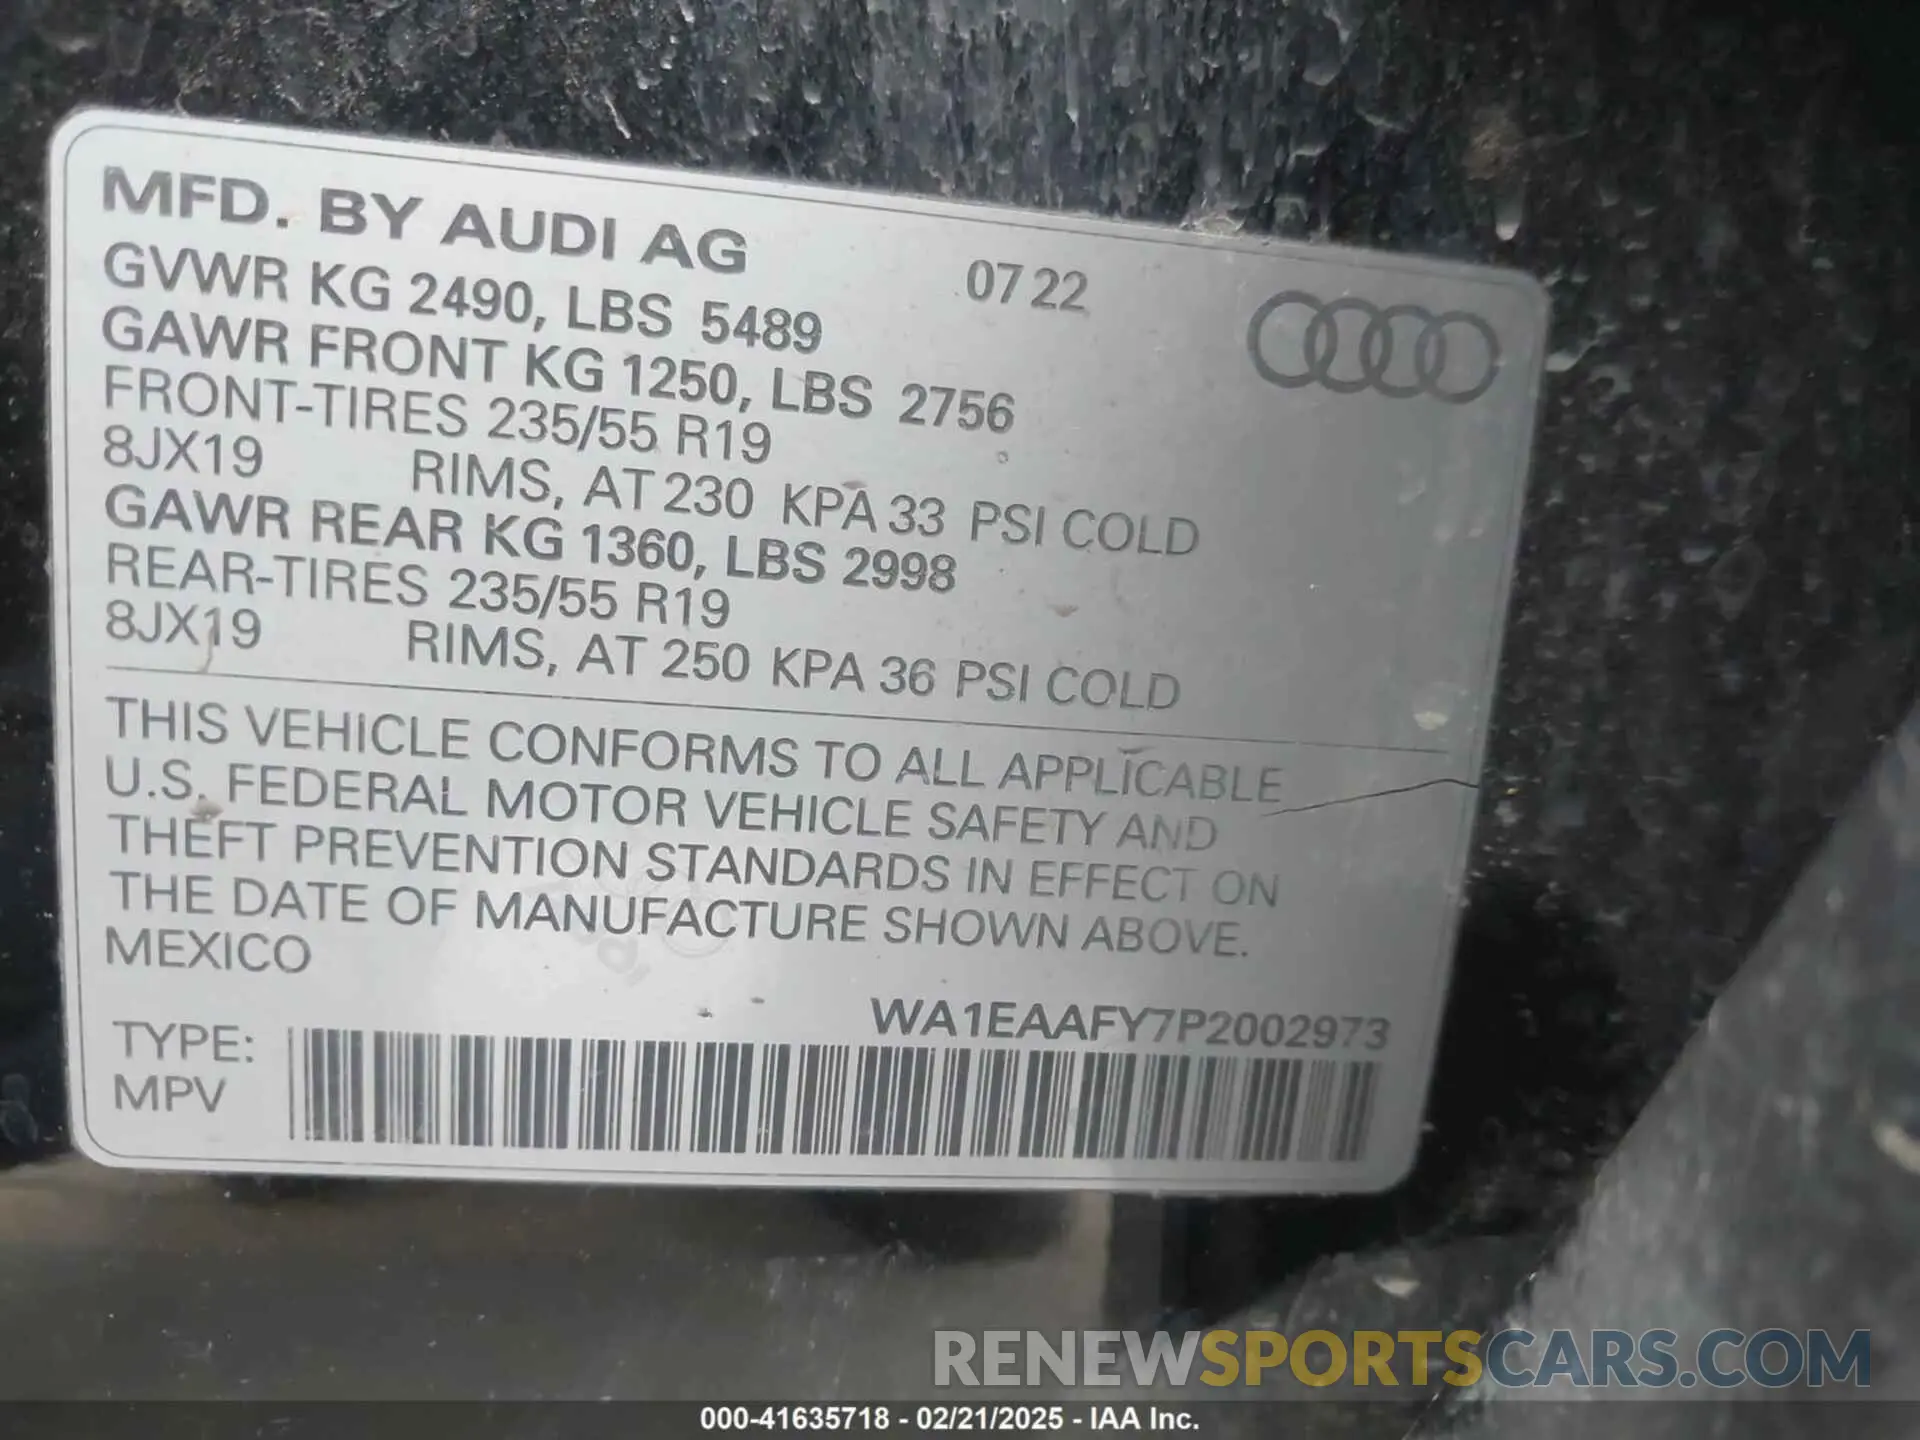 MFD. BY AUDI AG
07 22
GVWR KG 2490, LBS 5489
GAWR FRONT KG 1250, LBS 2756
FRONT-TIRES 235/55 R19
8JX19 RIMS, AT 230 KPA 33 PSI COLD
GAWR REAR KG 1360, LBS 2998
REAR-TIRES 235/55 R19
8JX19 RIMS, AT 250 KPA 36 PSI COLD
THIS VEHICLE CONFORMS TO ALL APPLICABLE
U.S. FEDERAL MOTOR VEHICLE SAFETY AND
THEFT PREVENTION STANDARDS IN EFFECT ON
THE DATE OF MANUFACTURE SHOWN ABOVE.
MEXICO
WA1EAAFY7P2002973
TYPE:
MPV
RENEWSPORTSCARS.COM
000-41635718 - 02/21/2025 - IAA Inc.